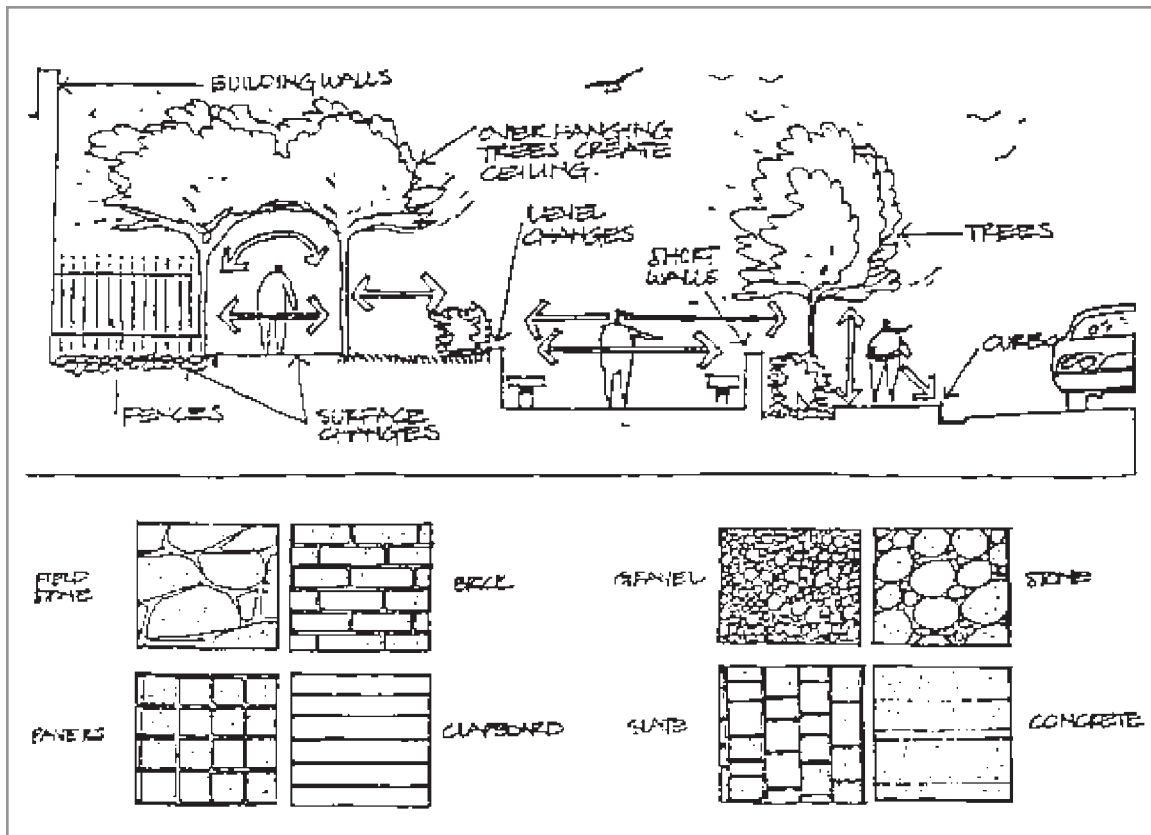 BUILDING WALLS
OVERHANGING
TREES CREATE
CEILING.
LEVEL
CHANGES
SHORT
WALLS
TREES
CURBS
FENCES
SURFACE
CHANGES
FIELD
STONE
BRICK
GRAVEL
STONE
PAVERS
CLAPBOARD
SLATE
CONCRETE